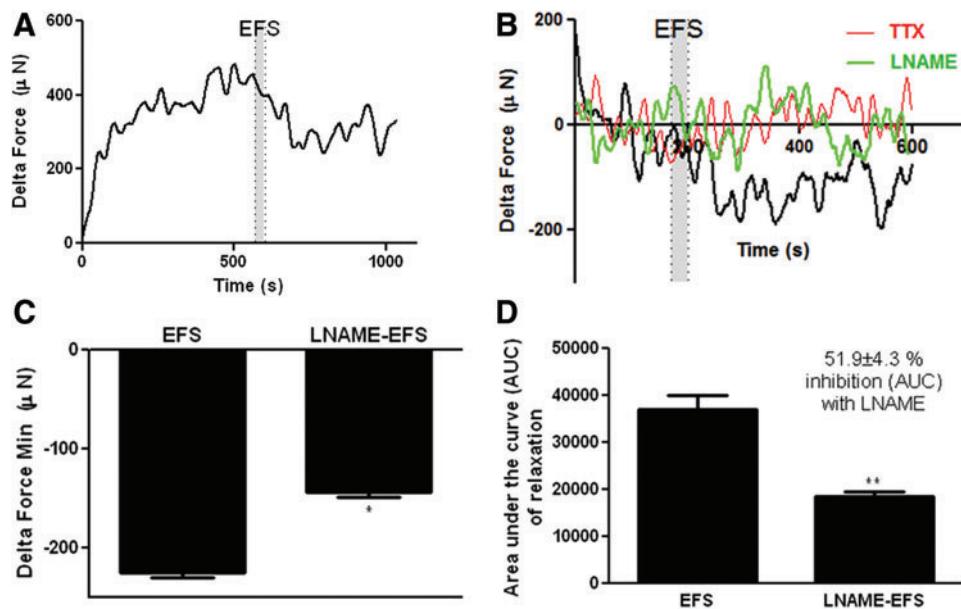 A
EFS
Delta Force (μ N)
600
400
200
0
0
500
1000
Time (s)
B
EFS
TTX
LNAME
Delta Force (μ N)
200
0
-200
200
400
600
Time (s)
C
EFS
LNAME-EFS
Delta Force Min (μ N)
0
-100
-200
*
D
Area under the curve (AUC)
of relaxation
50000
40000
30000
20000
10000
0
51.9±4.3 %
inhibition (AUC)
with LNAME
**
EFS
LNAME-EFS